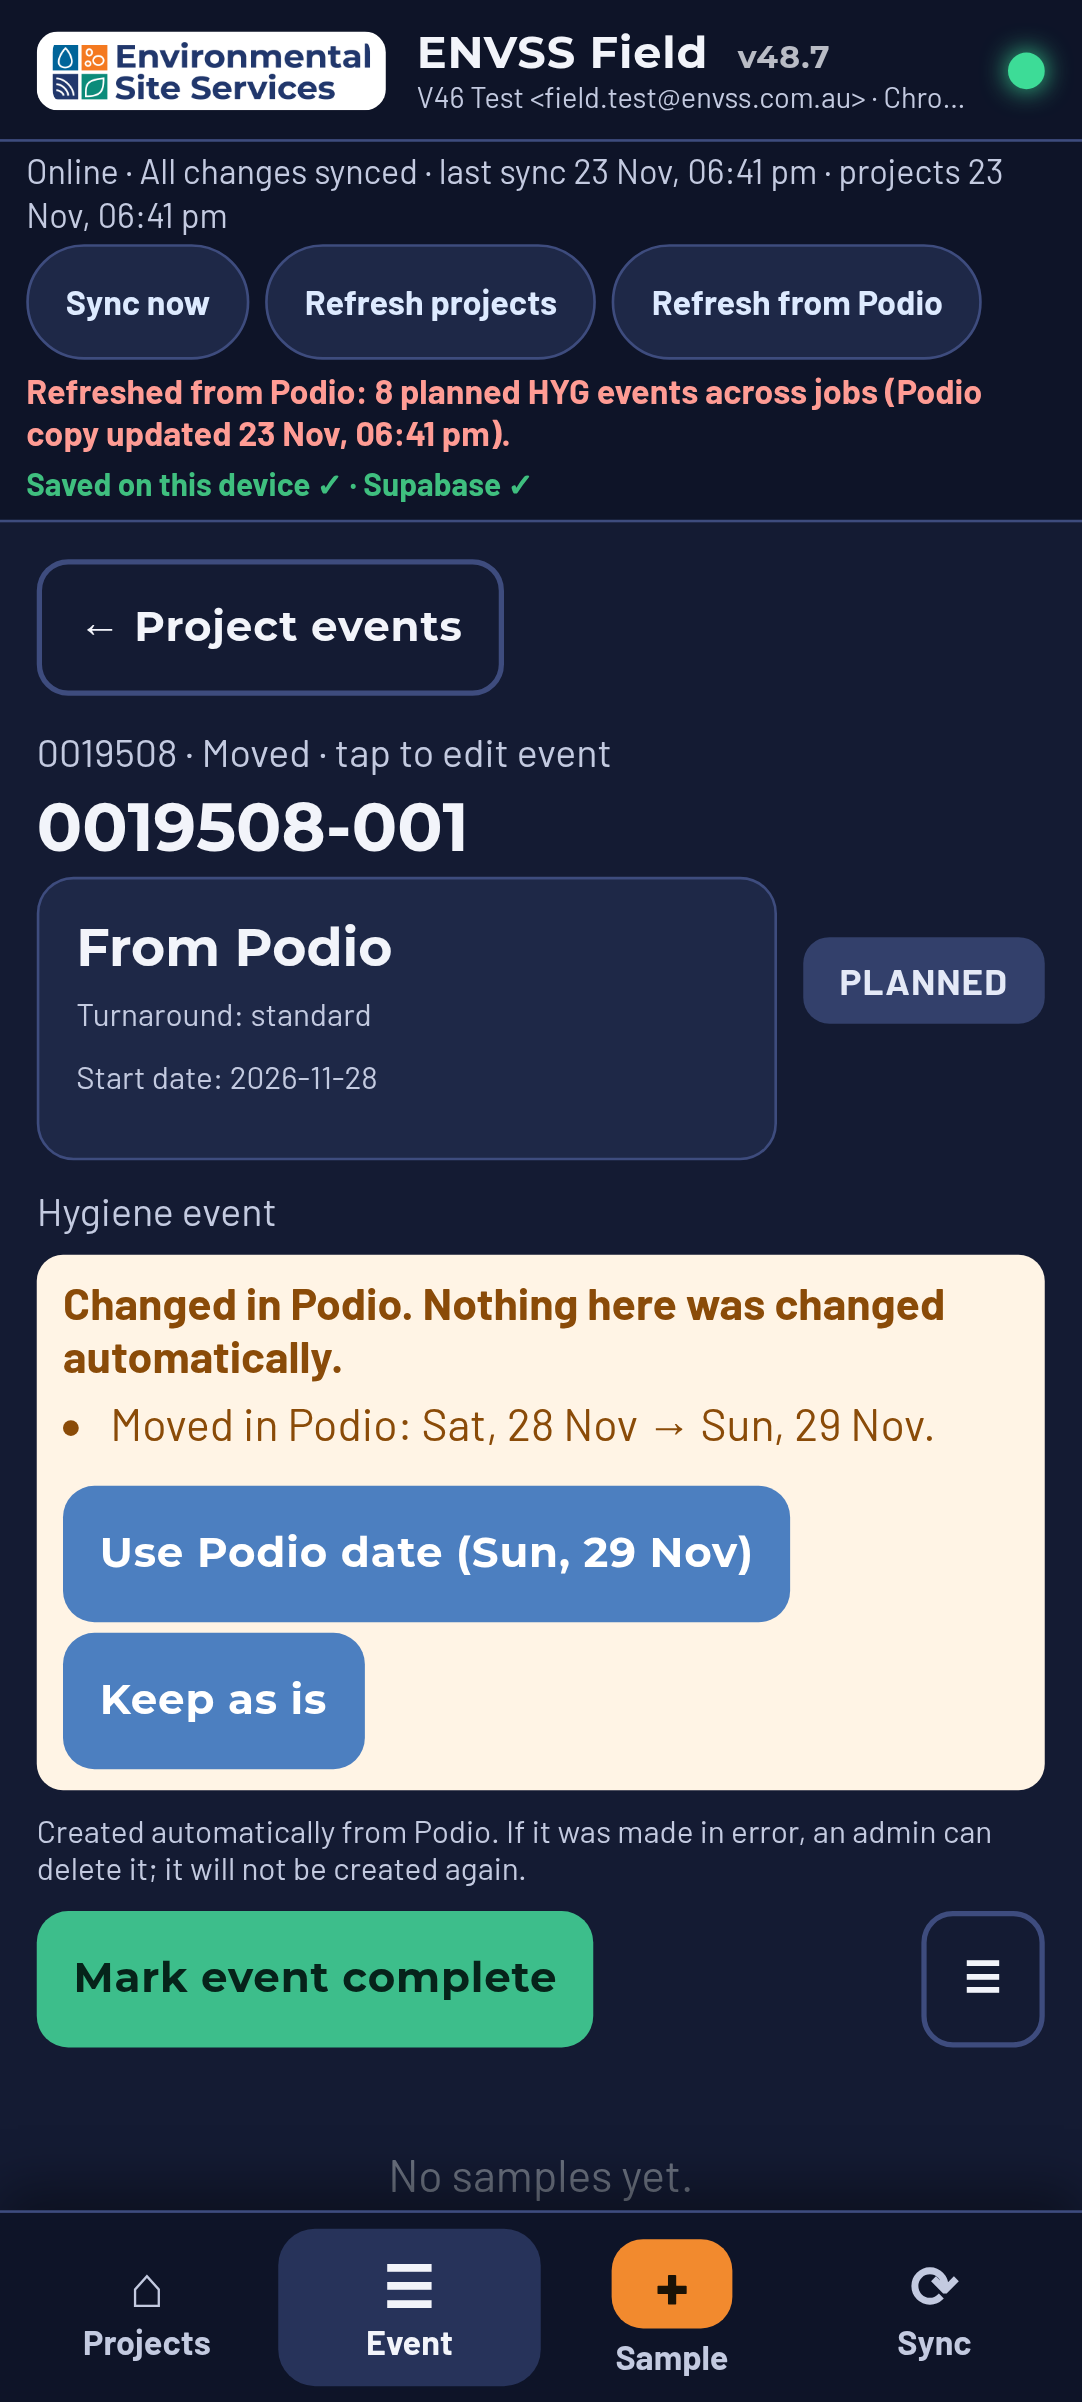 Environmental
Site Services
ENVSS Field v48.7
V46 Test <field.test@envss.com.au> · Chro...
Online · All changes synced · last sync 23 Nov, 06:41 pm · projects 23
Nov, 06:41 pm
Sync now
Refresh projects
Refresh from Podio
Refreshed from Podio: 8 planned HYG events across jobs (Podio
copy updated 23 Nov, 06:41 pm).
Saved on this device ✓ · Supabase ✓
← Project events
0019508 · Moved · tap to edit event
0019508-001
From Podio
Turnaround: standard
Start date: 2026-11-28
PLANNED
Hygiene event
Changed in Podio. Nothing here was changed
automatically.
• Moved in Podio: Sat, 28 Nov → Sun, 29 Nov.
Use Podio date (Sun, 29 Nov)
Keep as is
Created automatically from Podio. If it was made in error, an admin can
delete it; it will not be created again.
Mark event complete
No samples yet.
Projects
Event
Sample
Sync